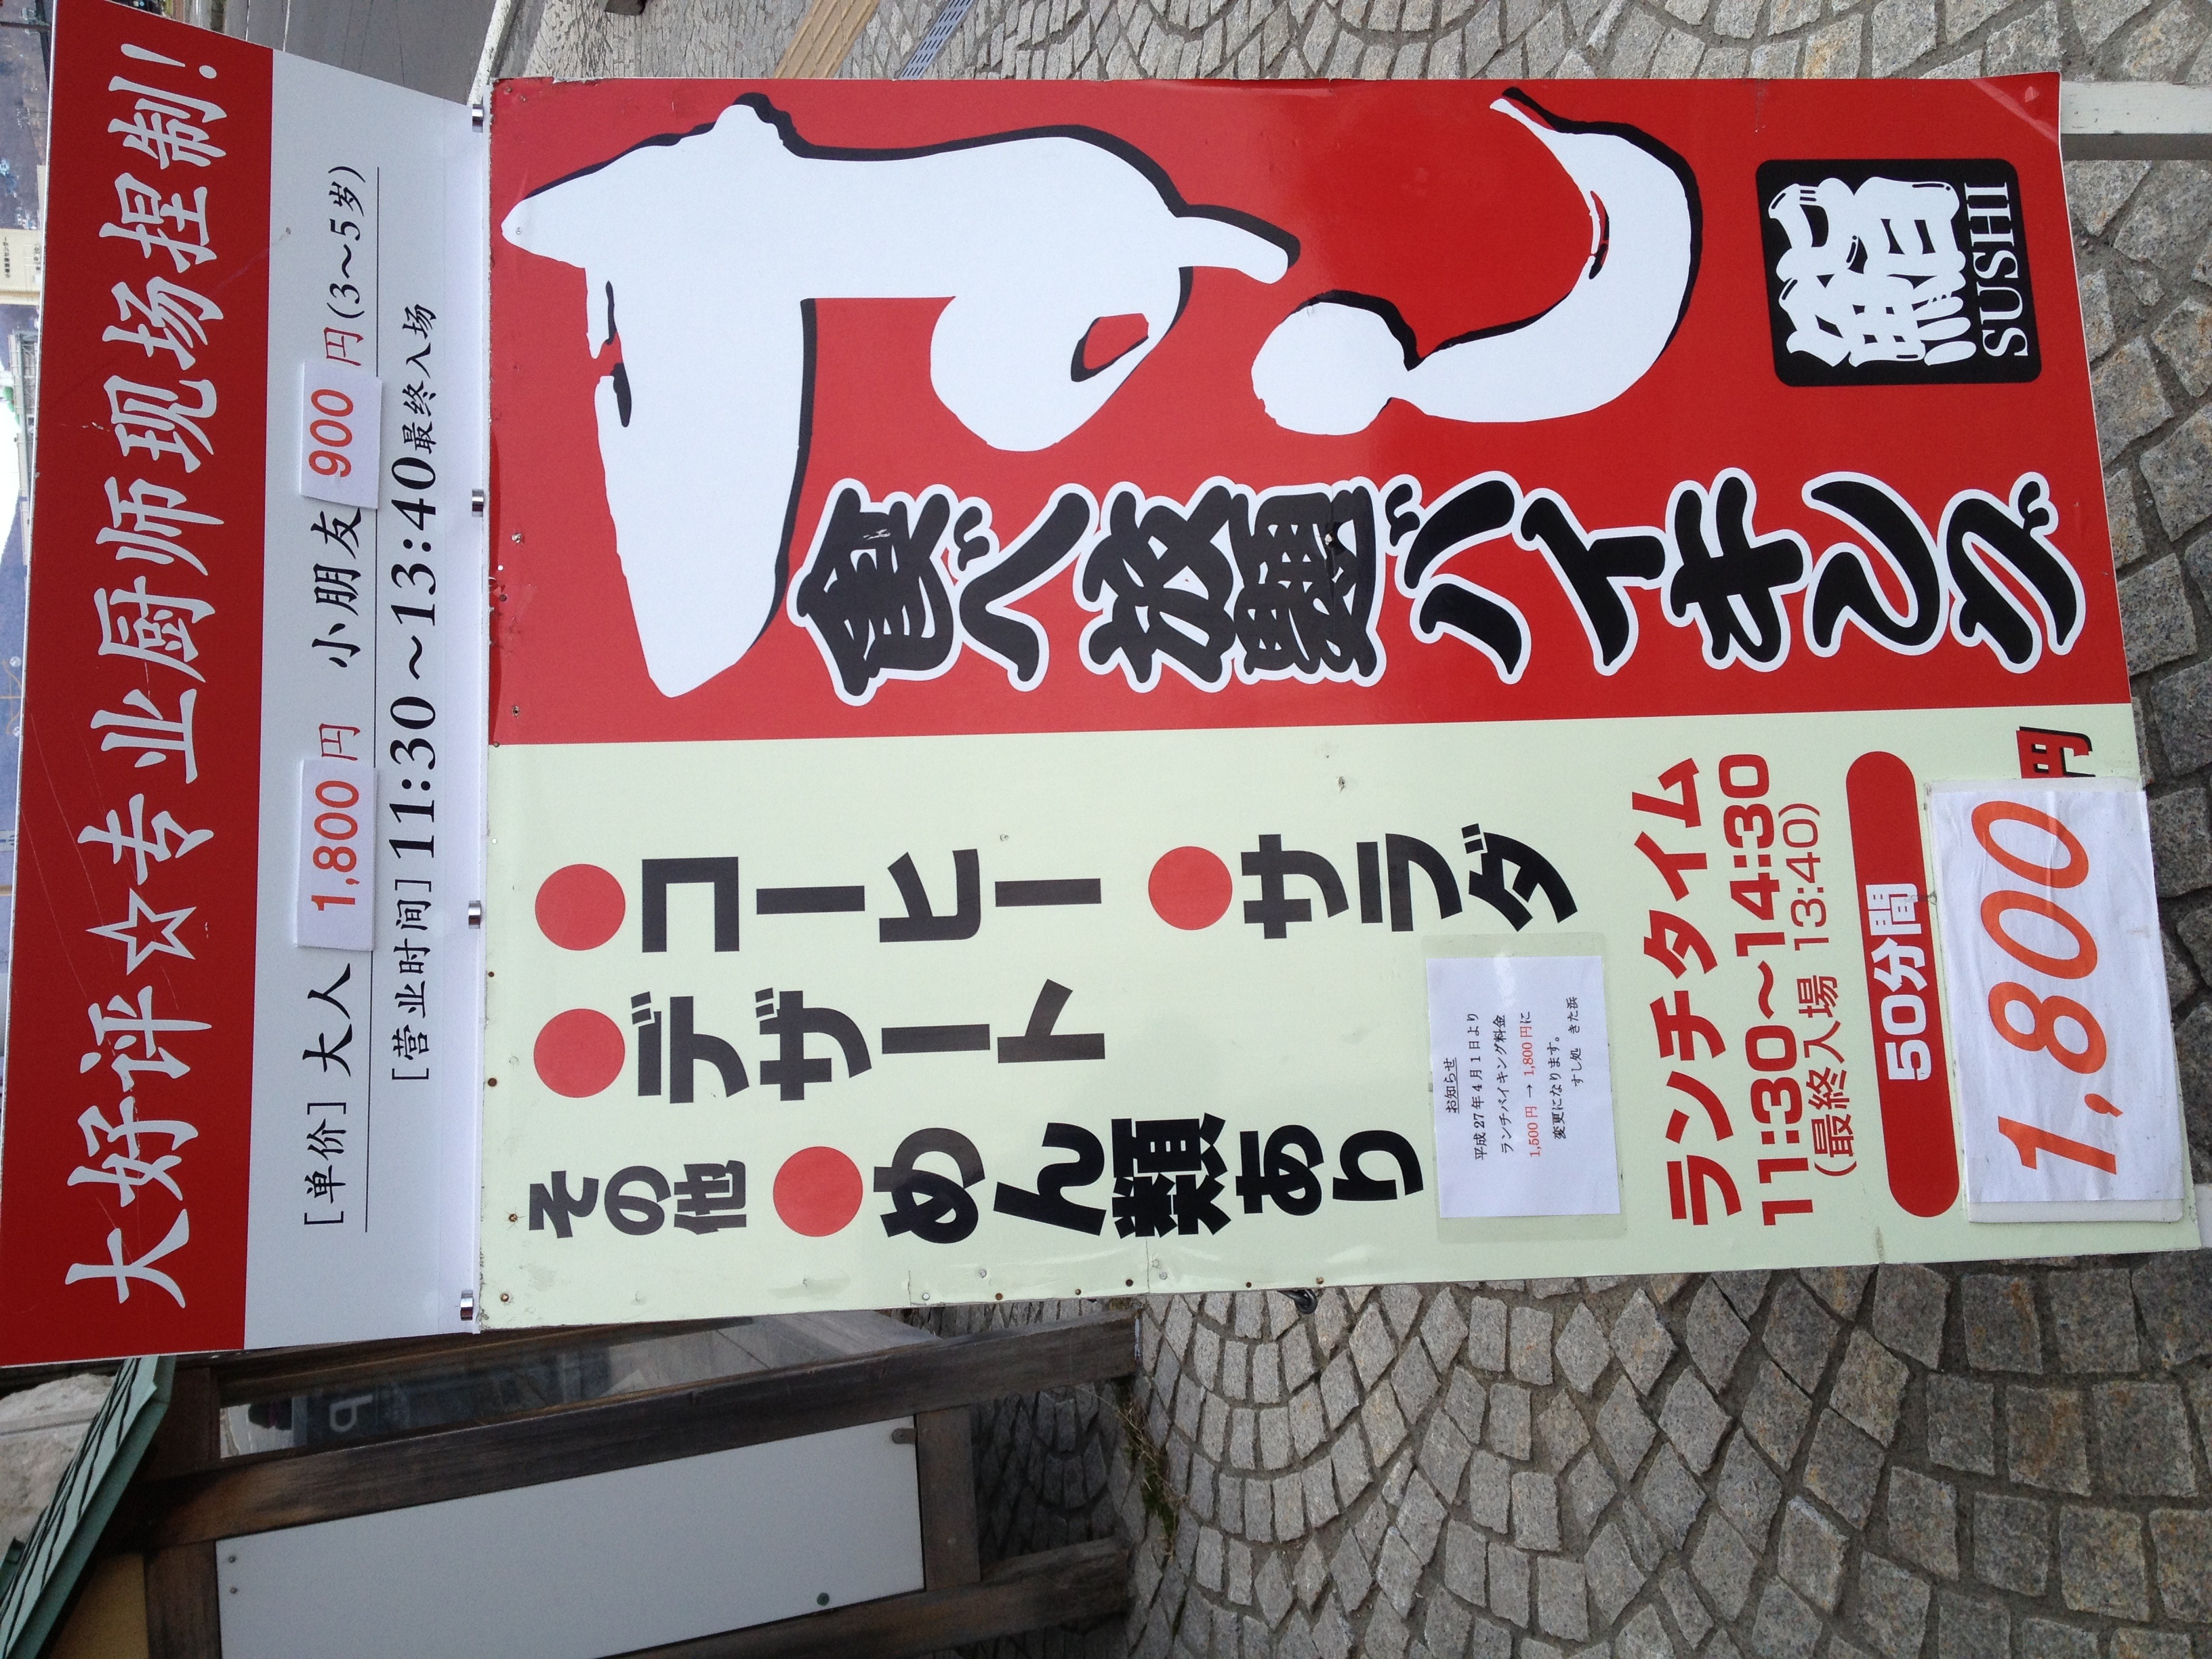 大好评☆专业厨师现场捏制!
[单价] 大人 1,800 円 小朋友 900 円 (3～5岁)
[营业时间] 11:30～13:40最终入场
すし
食べ放題バイキング
鮨
SUSHI
その他
●めん類あり
●デザート
●コーヒー
●サラダ
お知らせ
平成27年4月1日より
ランチバイキング料金
1,500円→1,800円に
変更になります。
すし処 きた浜
ランチタイム
11:30～14:30
(最終入場 13:40)
50分間
1,800円